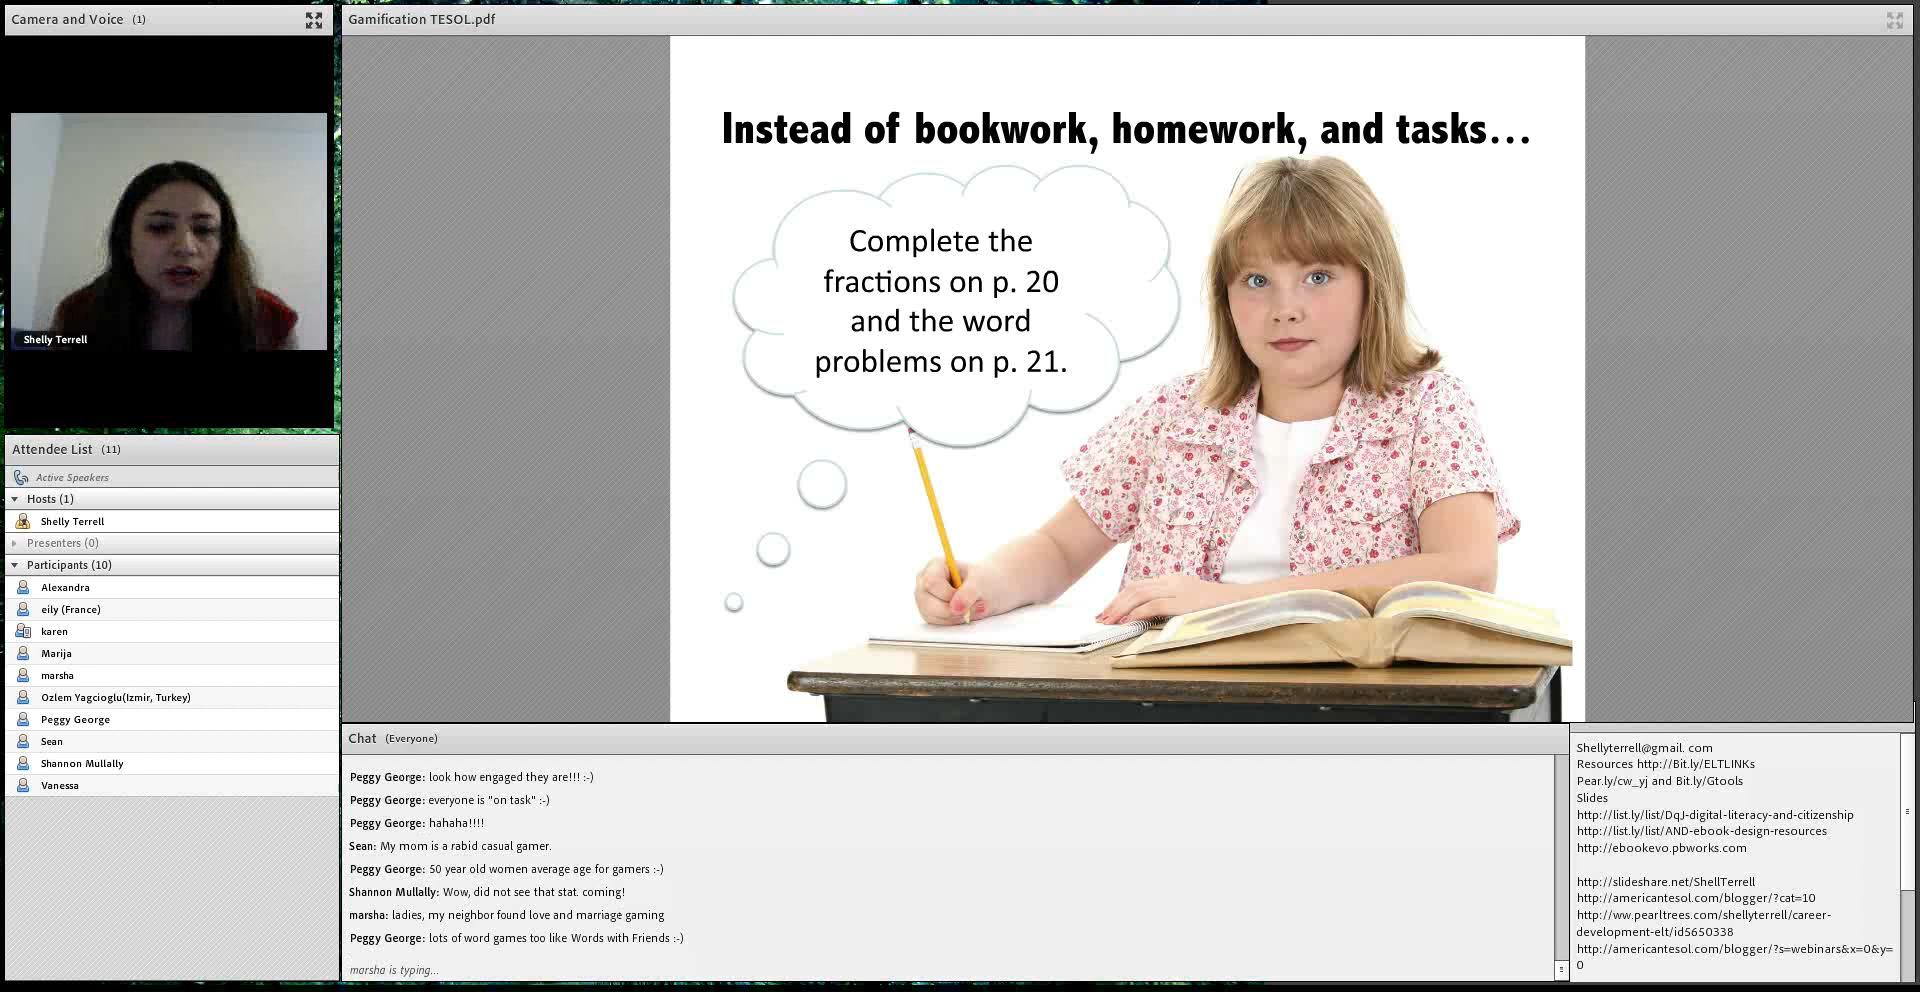 Camera and Voice (1)
Shelly Terrell
Attendee List (11)
Active Speakers
Hosts (1)
Shelly Terrell
Presenters (0)
Participants (10)
Alexandra
eily (France)
karen
Marija
marsha
Ozlem Yagcioglu(Izmir, Turkey)
Peggy George
Sean
Shannon Mullally
Vanessa
Gamification TESOL.pdf
Instead of bookwork, homework, and tasks...
Complete the
fractions on p. 20
and the word
problems on p. 21.
Chat (Everyone)
Peggy George: look how engaged they are!!! :-)
Peggy George: everyone is "on task" :-)
Peggy George: hahaha!!!!
Sean: My mom is a rabid casual gamer.
Peggy George: 50 year old women average age for gamers :-)
Shannon Mullally: Wow, did not see that stat. coming!
marsha: ladies, my neighbor found love and marriage gaming
Peggy George: lots of word games too like Words with Friends :-)
marsha is typing...
Shellyterrell@gmail. com
Resources http://Bit.ly/ELTLINKs
Pear.ly/cw_yj and Bit.ly/Gtools
Slides
http://list.ly/list/DqJ-digital-literacy-and-citizenship
http://list.ly/list/AND-ebook-design-resources
http://ebookevo.pbworks.com
http://slideshare.net/ShellTerrell
http://americantesol.com/blogger/?cat=10
http://ww.pearltrees.com/shellyterrell/career-
development-elt/id5650338
http://americantesol.com/blogger/?s=webinars&x=0&y=
0